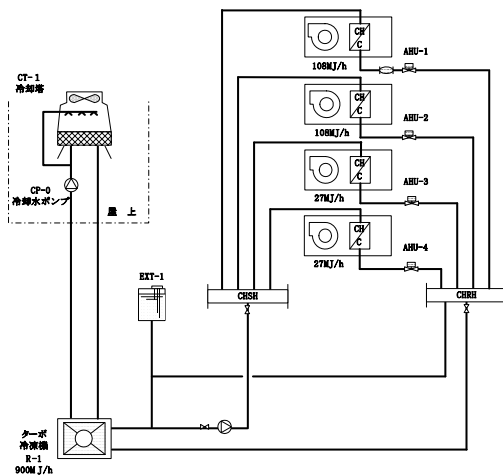 CT-1
冷却塔
CP-0
冷却水ポンプ
屋 上
CH
C
108MJ/h
AHU-1
CH
C
108MJ/h
AHU-2
CH
C
27MJ/h
AHU-3
CH
C
27MJ/h
AHU-4
EXT-1
CHSH
CHRH
ターボ
冷凍機
R-1
900MJ/h